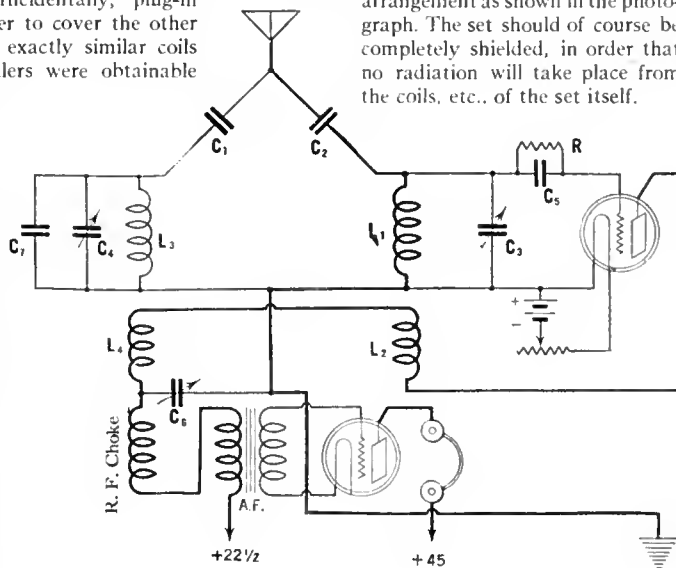 ncidentally, plug-in
er to cover the other
exactly similar coils
lers were obtainable
arrangement as shown in the photo-
graph. The set should of course be
completely shielded, in order that
no radiation will take place from
the coils, etc., of the set itself.
C₁
C₂
R
C₅
C₇
C₄
L₃
L₁
C₃
+
−
L₄
L₂
C₆
R. F. Choke
A.F.
+22½
+45